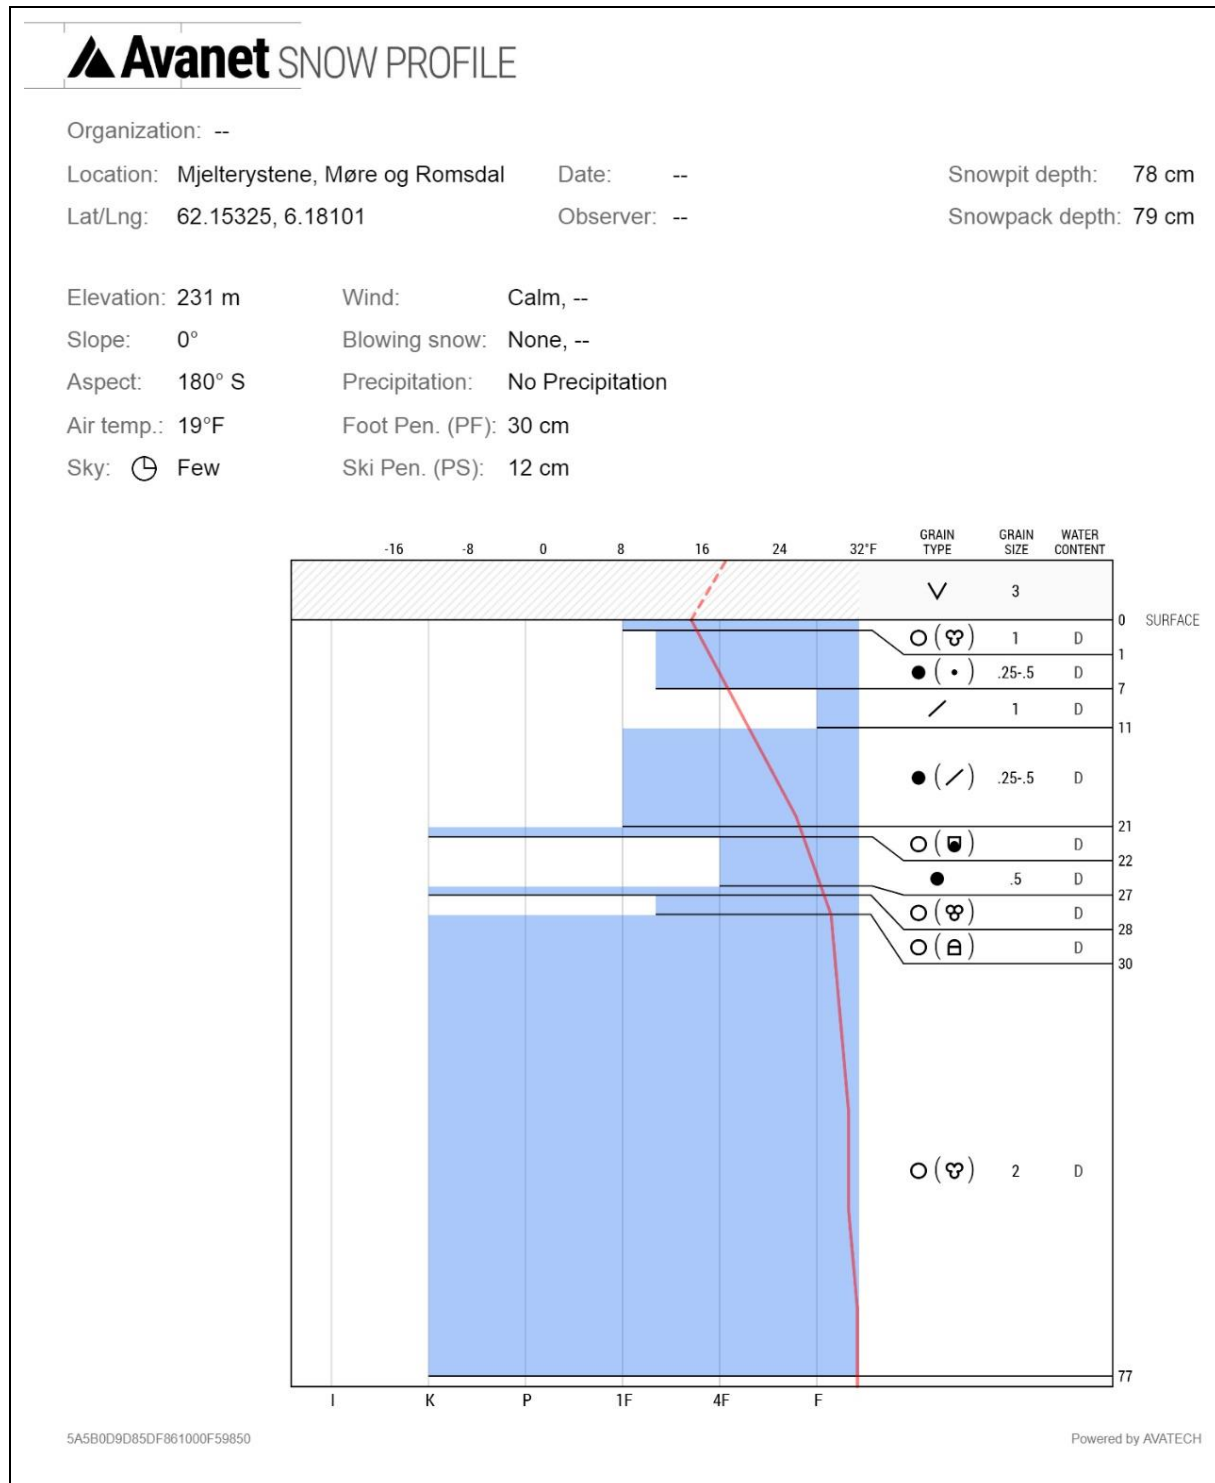 Avanet SNOW PROFILE
Organization: --
Location: Mjelterystene, Møre og Romsdal Date: -- Snowpit depth: 78 cm
Lat/Lng: 62.15325, 6.18101 Observer: -- Snowpack depth: 79 cm
Elevation: 231 m Wind: Calm, --
Slope: 0° Blowing snow: None, --
Aspect: 180° S Precipitation: No Precipitation
Air temp.: 19°F Foot Pen. (PF): 30 cm
Sky: Few Ski Pen. (PS): 12 cm
-16 -8 0 8 16 24 32°F GRAIN TYPE GRAIN SIZE WATER CONTENT
3
0 SURFACE
1 D
1
.25-.5 D
7
1 D
11
.25-.5 D
21
D
22
.5 D
27
D
28
D
30
2 D
77
I K P 1F 4F F
5A5B0D9D85DF861000F59850 Powered by AVATECH